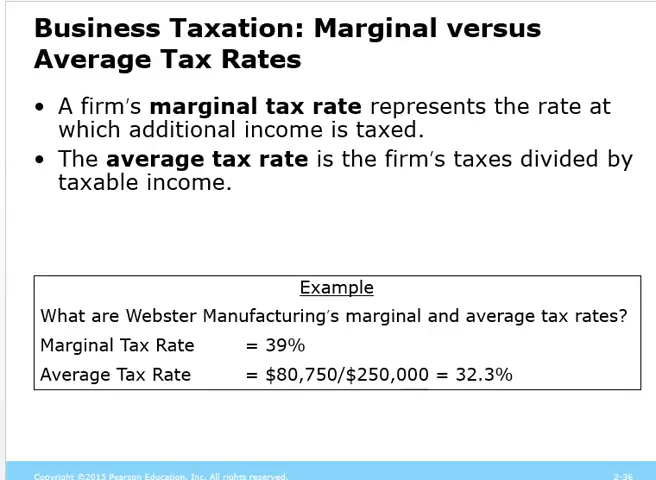 Business Taxation: Marginal versus
Average Tax Rates
• A firm's marginal tax rate represents the rate at
which additional income is taxed.
• The average tax rate is the firm's taxes divided by
taxable income.
Example
What are Webster Manufacturing's marginal and average tax rates?
Marginal Tax Rate = 39%
Average Tax Rate = $80,750/$250,000 = 32.3%
Copyright ©2015 Pearson Education, Inc. All rights reserved. 2-36